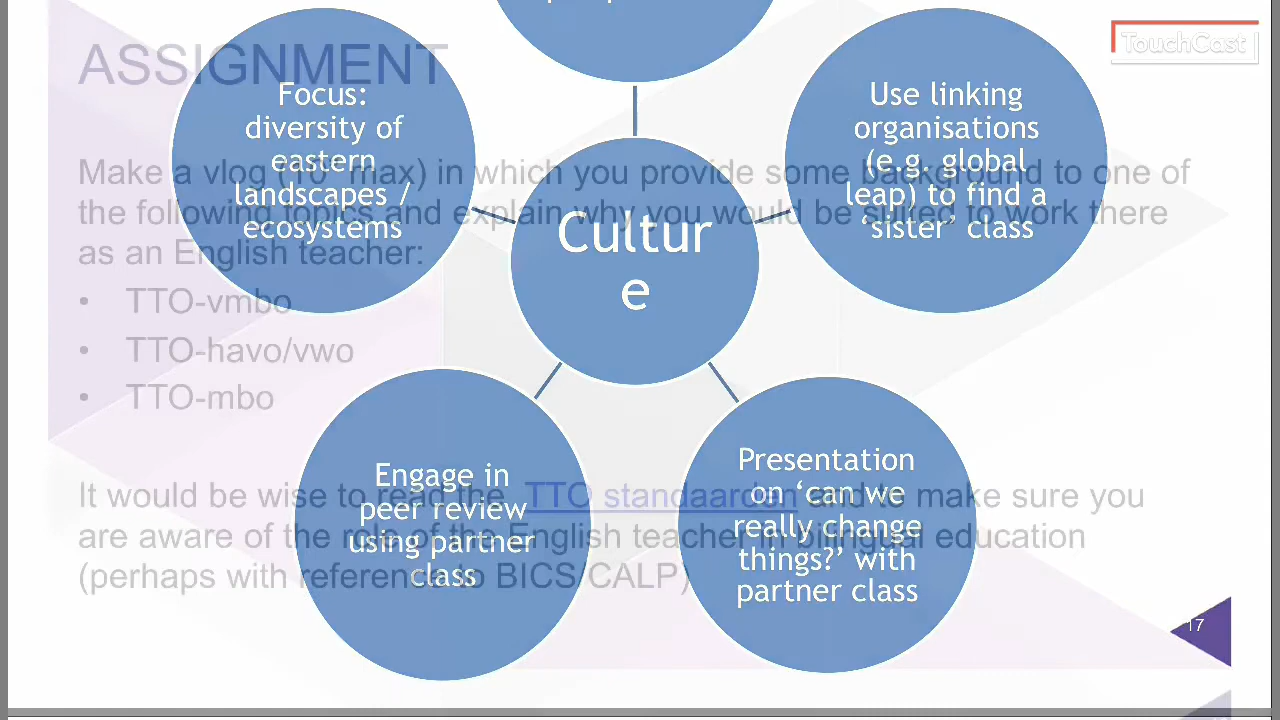 TouchCast
ASSIGNMENT
Make a vlog (10" max) in which you provide some background to one of
the following topics and explain why you would be suited to work there
as an English teacher:
• TTO-vmbo
• TTO-havo/vwo
• TTO-mbo
It would be wise to read the TTO standaarden and to make sure you
are aware of the role of the English teacher in bilingual education
(perhaps with reference to BICS/CALP)
Focus:
diversity of
eastern
landscapes /
ecosystems
Cultur
e
Use linking
organisations
(e.g. global
leap) to find a
‘sister’ class
Engage in
peer review
using partner
class
Presentation
on ‘can we
really change
things?’ with
partner class
17